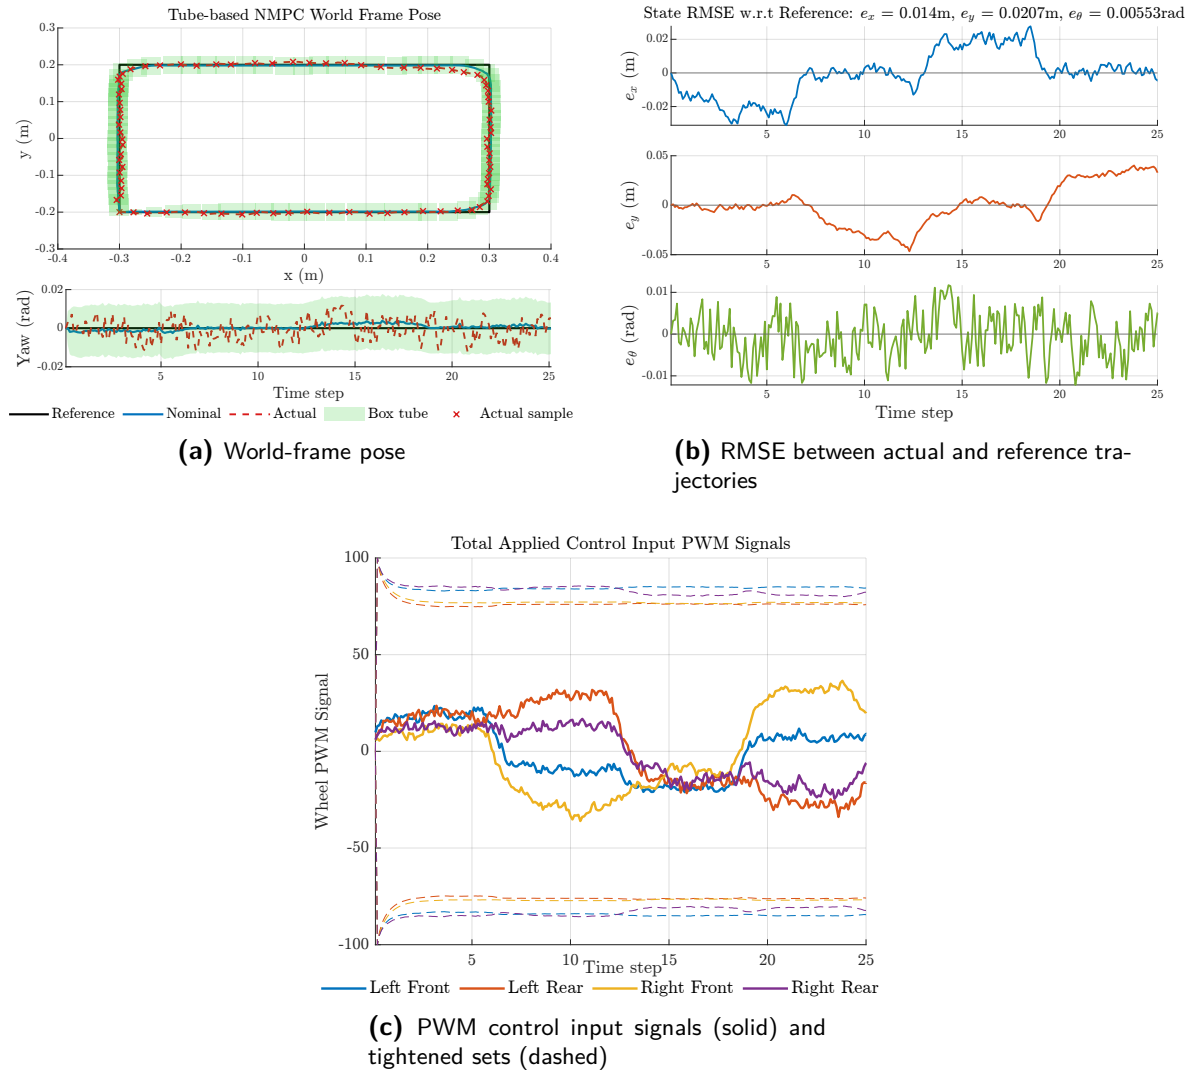 Tube-based NMPC World Frame Pose
0.3
0.2
0.1
0
-0.1
-0.2
0.3
y (m)
-0.4 -0.3 -0.2 -0.1 0 0.1 0.2 0.3 0.4
x (m)
0.02
0
-0.02
Yaw (rad)
5 10 15 20 25
Time step
Reference Nominal Actual Box tube Actual sample
(a) World-frame pose
State RMSE w.r.t Reference: eₓ = 0.014m, e_y = 0.0207m, e_θ = 0.00553rad
0.02
0
-0.02
eₓ (m)
5 10 15 20 25
0.05
0
-0.05
e_y (m)
5 10 15 20 25
0.01
0
-0.01
e_θ (rad)
5 10 15 20 25
Time step
(b) RMSE between actual and reference tra-
jectories
Total Applied Control Input PWM Signals
100
50
0
-50
-100
Wheel PWM Signal
5 10 15 20 25
Time step
Left Front Left Rear Right Front Right Rear
(c) PWM control input signals (solid) and
tightened sets (dashed)